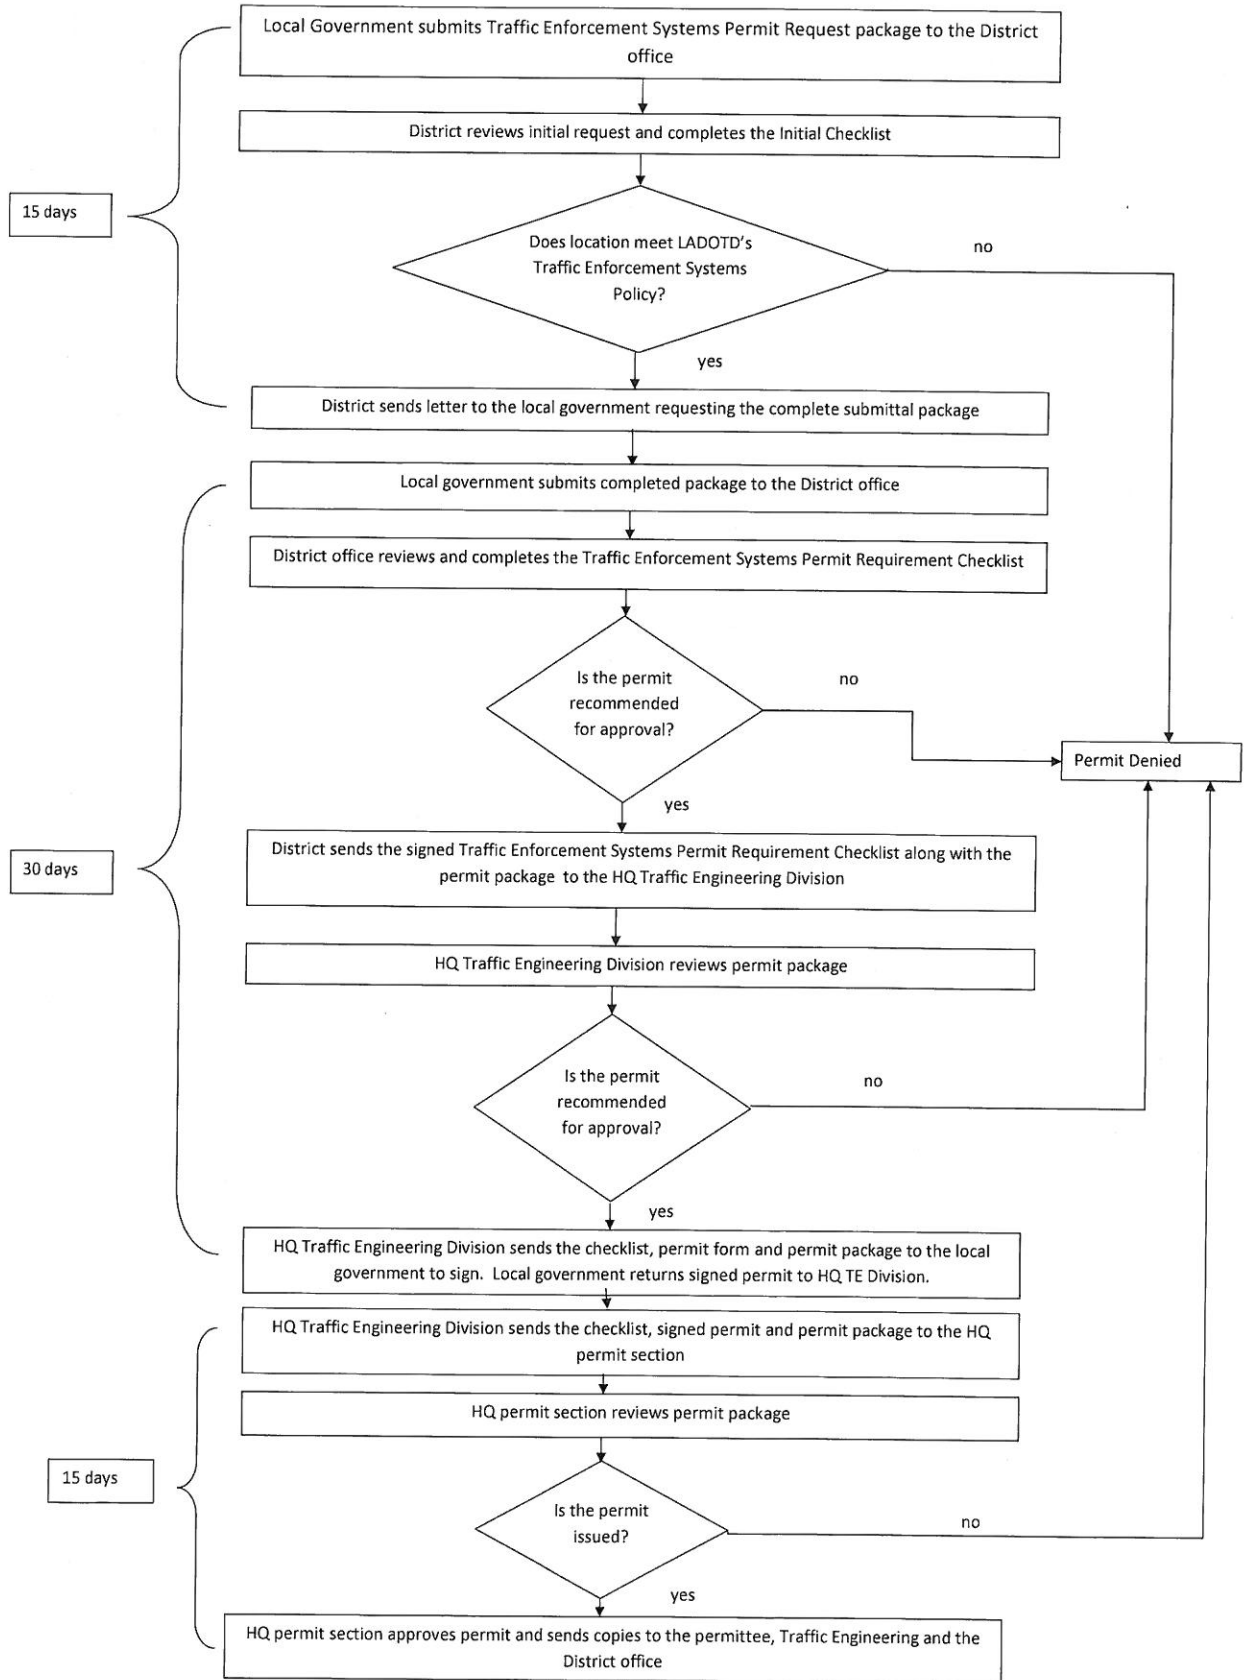 Local Government submits Traffic Enforcement Systems Permit Request package to the District
office
District reviews initial request and completes the Initial Checklist
15 days
Does location meet LADOTD's
Traffic Enforcement Systems
Policy?
no
yes
District sends letter to the local government requesting the complete submittal package
Local government submits completed package to the District office
District office reviews and completes the Traffic Enforcement Systems Permit Requirement Checklist
Is the permit
recommended
for approval?
no
Permit Denied
yes
District sends the signed Traffic Enforcement Systems Permit Requirement Checklist along with the
permit package to the HQ Traffic Engineering Division
30 days
HQ Traffic Engineering Division reviews permit package
Is the permit
recommended
for approval?
no
yes
HQ Traffic Engineering Division sends the checklist, permit form and permit package to the local
government to sign. Local government returns signed permit to HQ TE Division.
HQ Traffic Engineering Division sends the checklist, signed permit and permit package to the HQ
permit section
HQ permit section reviews permit package
15 days
Is the permit
issued?
no
yes
HQ permit section approves permit and sends copies to the permittee, Traffic Engineering and the
District office